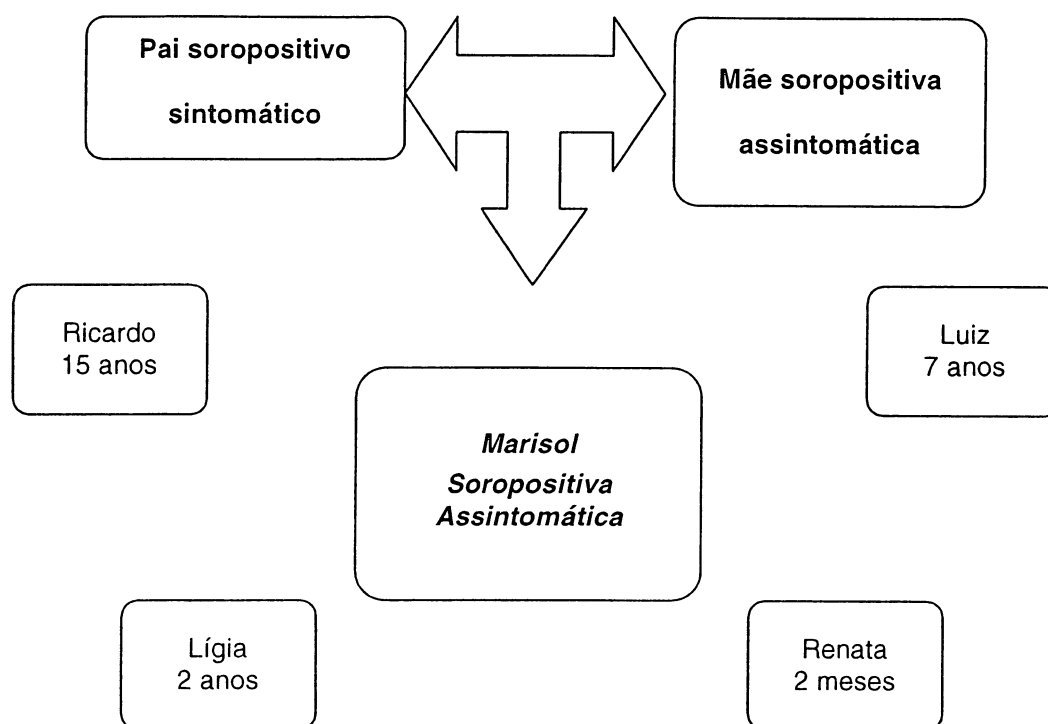 Pai soropositivo
sintomático
Mãe soropositiva
assintomática
Ricardo
15 anos
Luiz
7 anos
Marisol
Soropositiva
Assintomática
Lígia
2 anos
Renata
2 meses